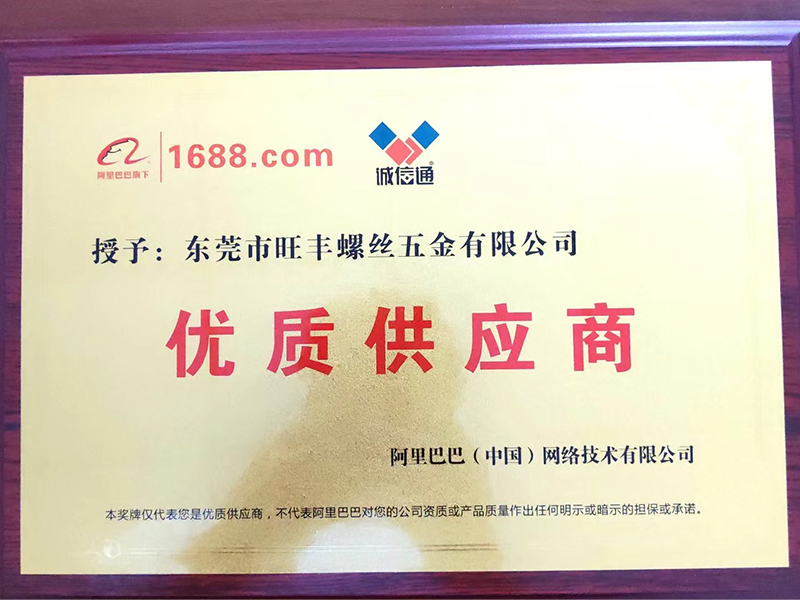 1688.com
阿里巴巴旗下
诚信通®
授予：东莞市旺丰螺丝五金有限公司
优质供应商
阿里巴巴（中国）网络技术有限公司
本奖牌仅代表您是优质供应商，不代表阿里巴巴对您的公司资质或产品质量作出任何明示或暗示的担保或承诺。